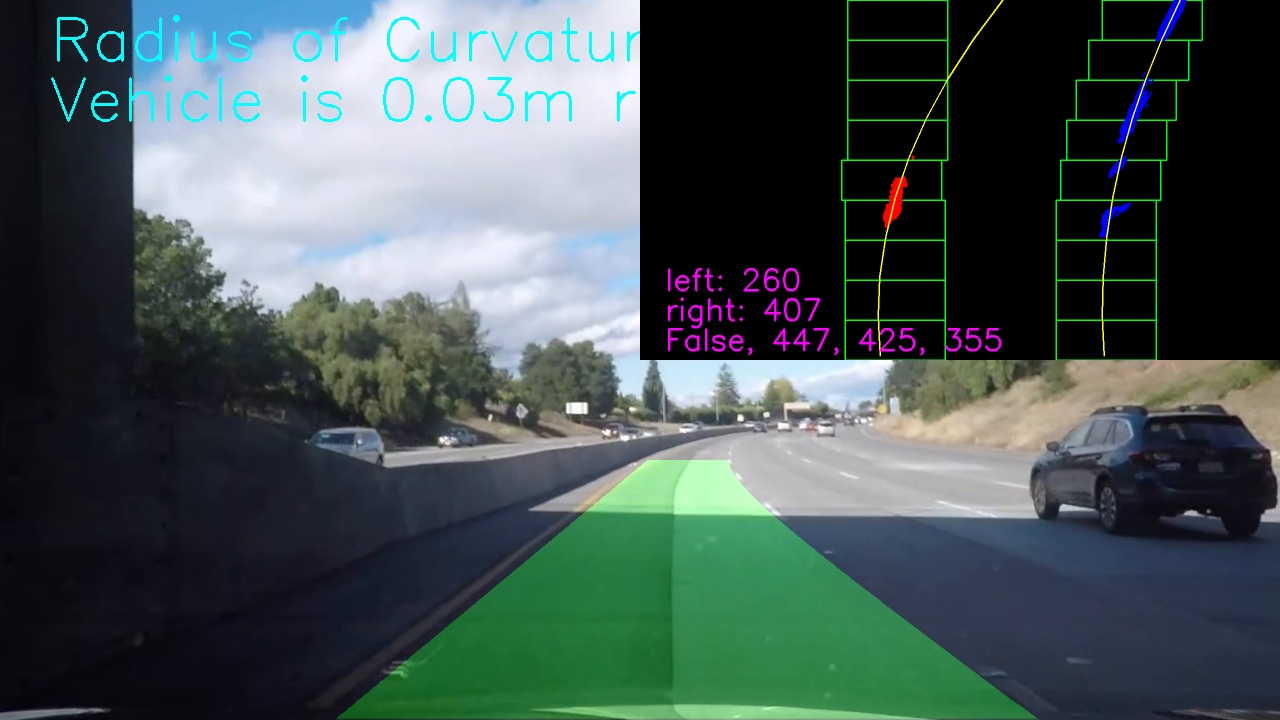 Radius of Curvatur
Vehicle is 0.03m r
left: 260
right: 407
False, 447, 425, 355